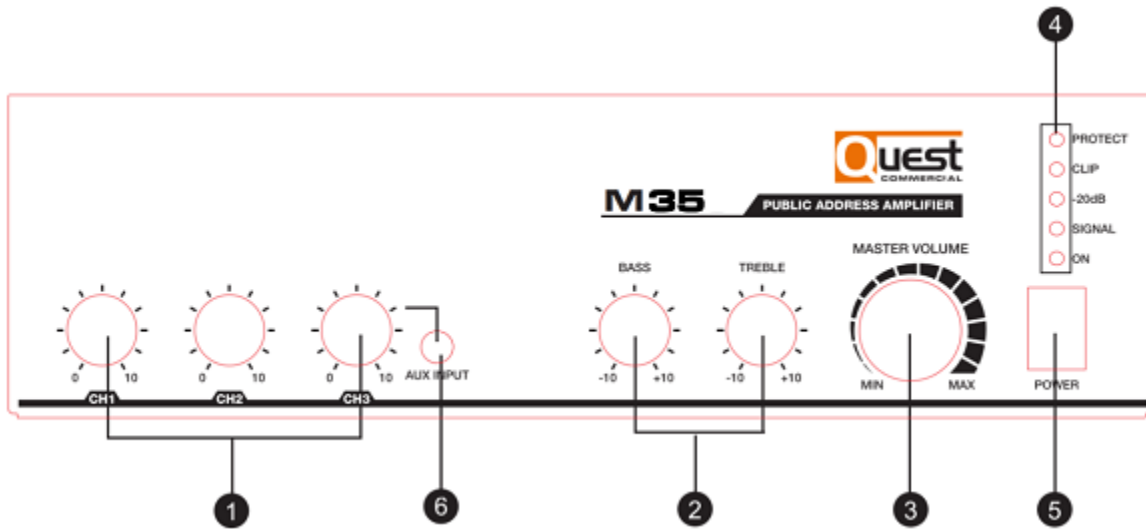 4
PROTECT
CLIP
-20dB
SIGNAL
ON
Quest
COMMERCIAL
M35
PUBLIC ADDRESS AMPLIFIER
BASS
TREBLE
MASTER VOLUME
0 10
0 10
0 10
AUX INPUT
-10 +10
-10 +10
MIN MAX
POWER
CH1
CH2
CH3
1
6
2
3
5